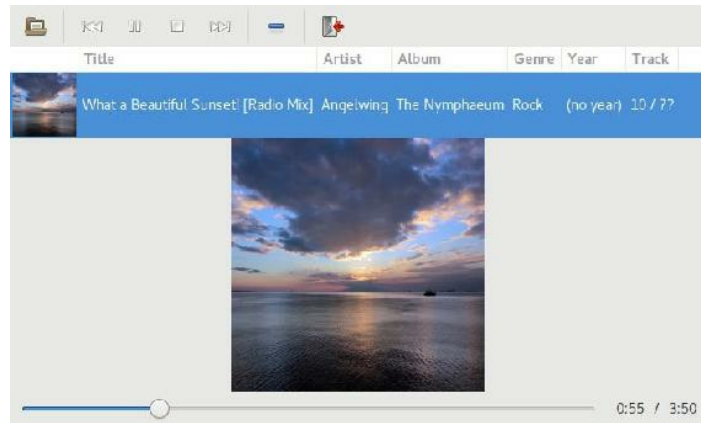 Title Artist Album Genre Year Track
What a Beautiful Sunset! [Radio Mix] Angelwing The Nymphaeum Rock (no year) 10 / ??
0:55 / 3:50